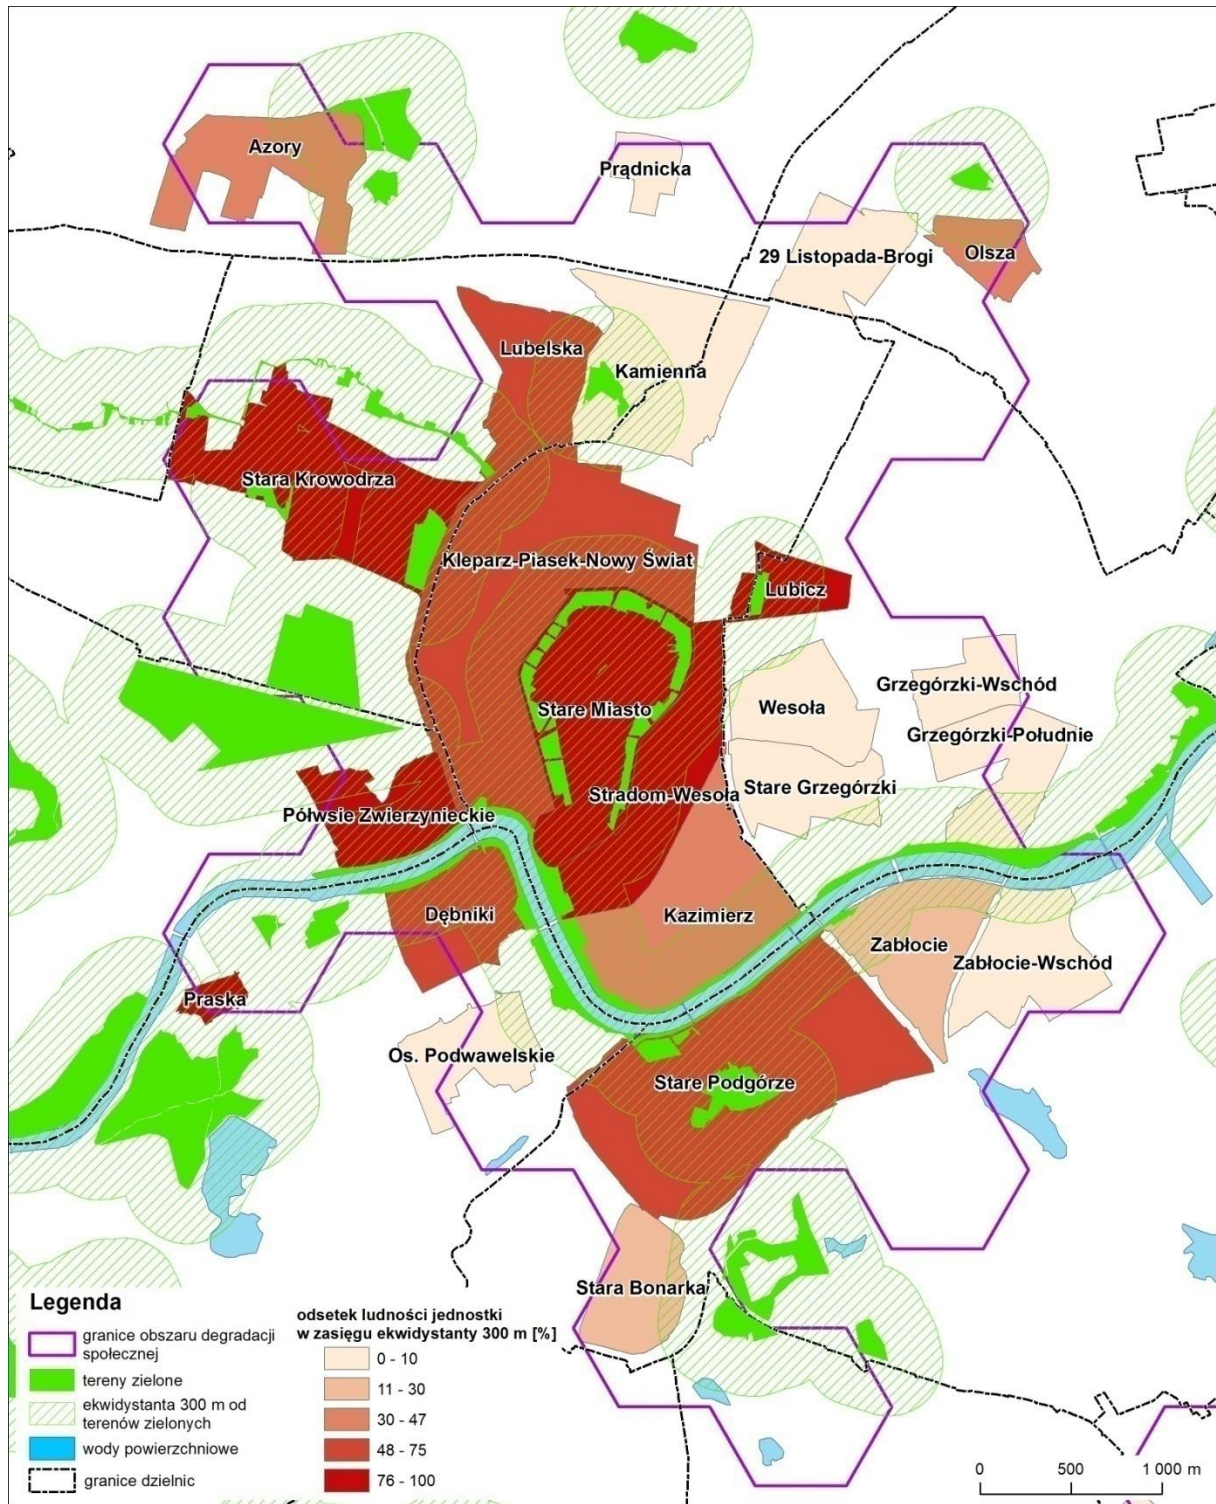 Azory
Prądnicka
29 Listopada-Brogi
Olsza
Lubelska
Kamienna
Stara Krowodrza
Kleparz-Piasek-Nowy Świat
Lubicz
Grzegórzki-Wschód
Stare Miasto
Wesoła
Grzegórzki-Południe
Stradom-Wesoła
Stare Grzegórzki
Półwsie Zwierzynieckie
Dębniki
Kazimierz
Zabłocie
Zabłocie-Wschód
Praska
Os. Podwawelskie
Stare Podgórze
Stara Bonarka
Legenda
granice obszaru degradacji
społecznej
tereny zielone
ekwidystanta 300 m od
terenów zielonych
wody powierzchniowe
granice dzielnic
odsetek ludności jednostki
w zasięgu ekwidystanty 300 m [%]
0 - 10
11 - 30
30 - 47
48 - 75
76 - 100
0 500 1 000 m